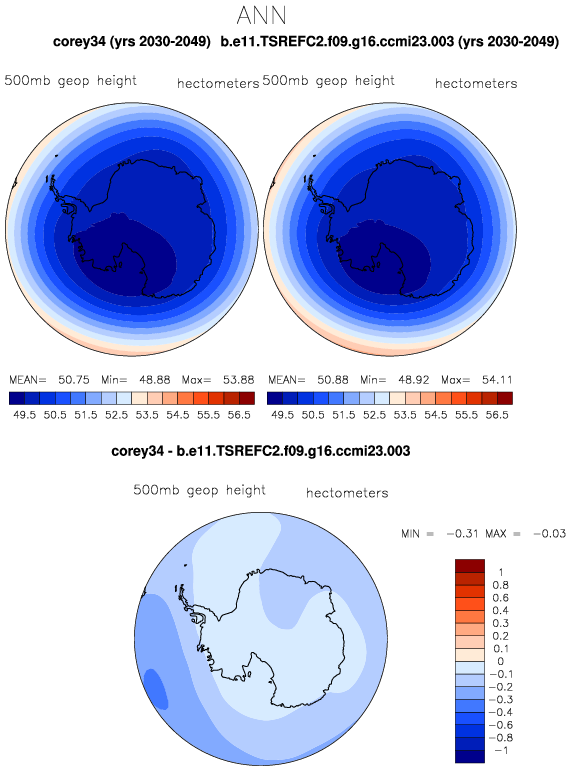 ANN
corey34 (yrs 2030-2049) b.e11.TSREFC2.f09.g16.ccmi23.003 (yrs 2030-2049)
500mb geop height hectometers 500mb geop height hectometers
MEAN= 50.75 Min= 48.88 Max= 53.88 MEAN= 50.88 Min= 48.92 Max= 54.11
49.5 50.5 51.5 52.5 53.5 54.5 55.5 56.5 49.5 50.5 51.5 52.5 53.5 54.5 55.5 56.5
corey34 - b.e11.TSREFC2.f09.g16.ccmi23.003
500mb geop height hectometers
MIN = -0.31 MAX = -0.03
1
0.8
0.6
0.4
0.3
0.2
0.1
0
-0.1
-0.2
-0.3
-0.4
-0.6
-0.8
-1